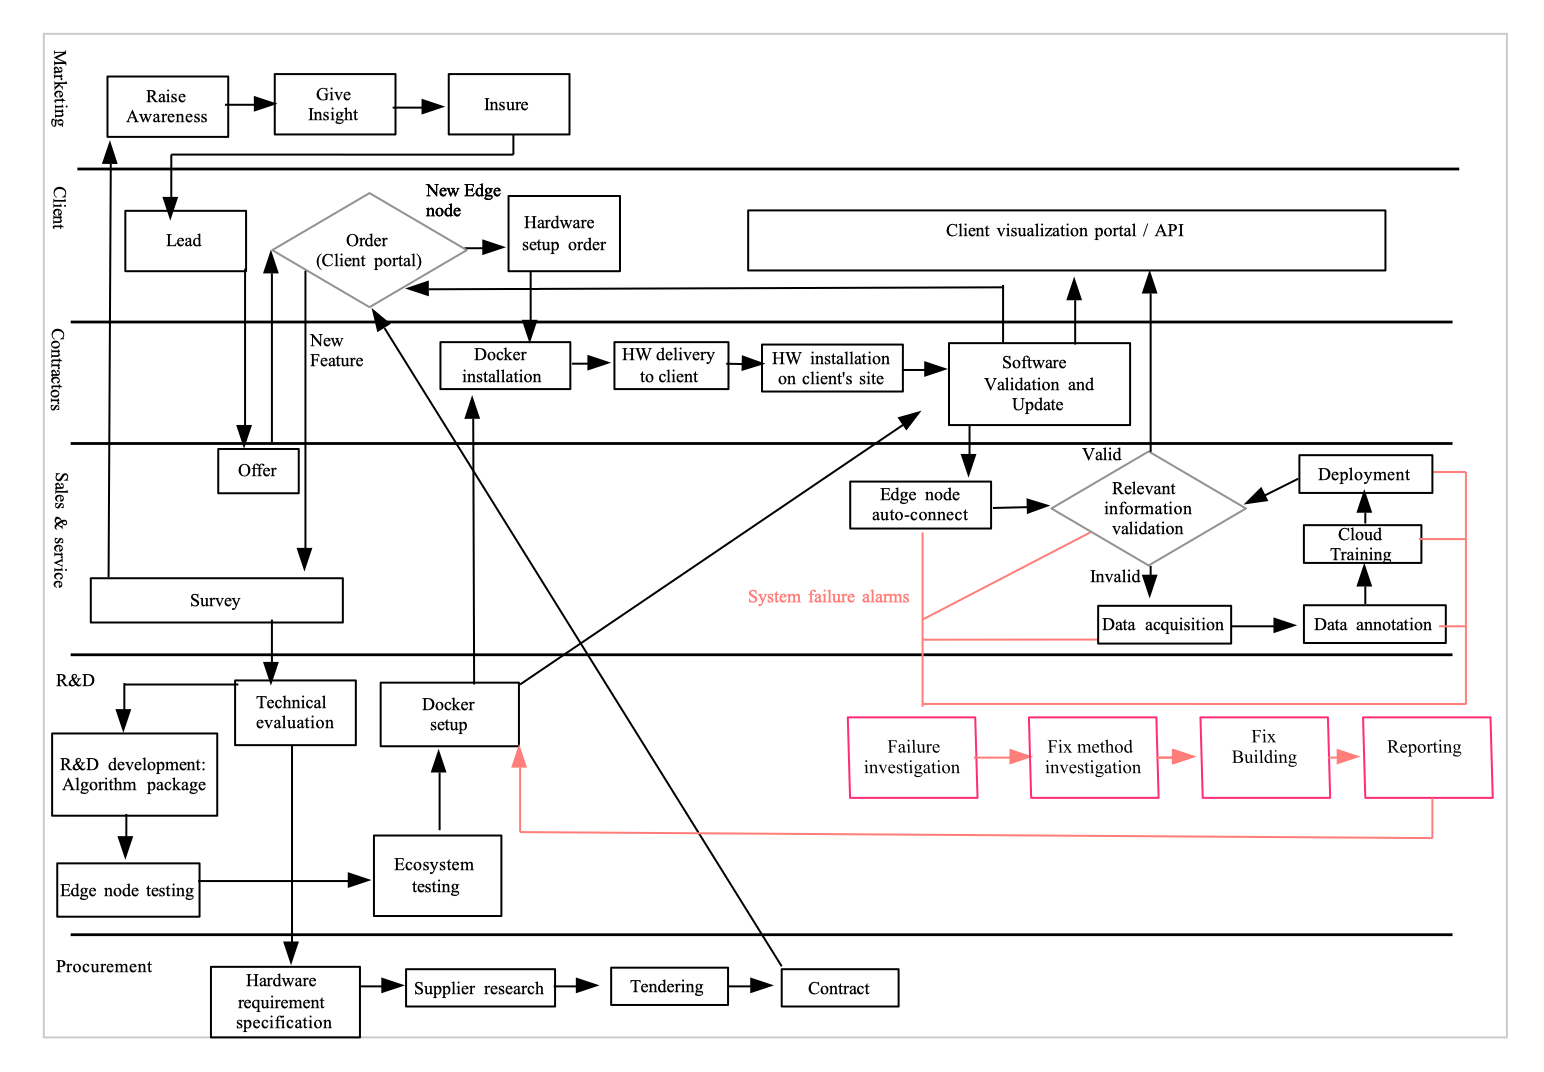 Marketing
Raise
Awareness
Give
Insight
Insure
Client
Lead
Order
(Client portal)
New Edge
node
Hardware
setup order
Client visualization portal / API
Contractors
New
Feature
Docker
installation
HW delivery
to client
HW installation
on client's site
Software
Validation and
Update
Sales & service
Offer
Survey
Edge node
auto-connect
Valid
Relevant
information
validation
Invalid
Deployment
Cloud
Training
System failure alarms
Data acquisition
Data annotation
R&D
Technical
evaluation
Docker
setup
R&D development:
Algorithm package
Edge node testing
Ecosystem
testing
Failure
investigation
Fix method
investigation
Fix
Building
Reporting
Procurement
Hardware
requirement
specification
Supplier research
Tendering
Contract